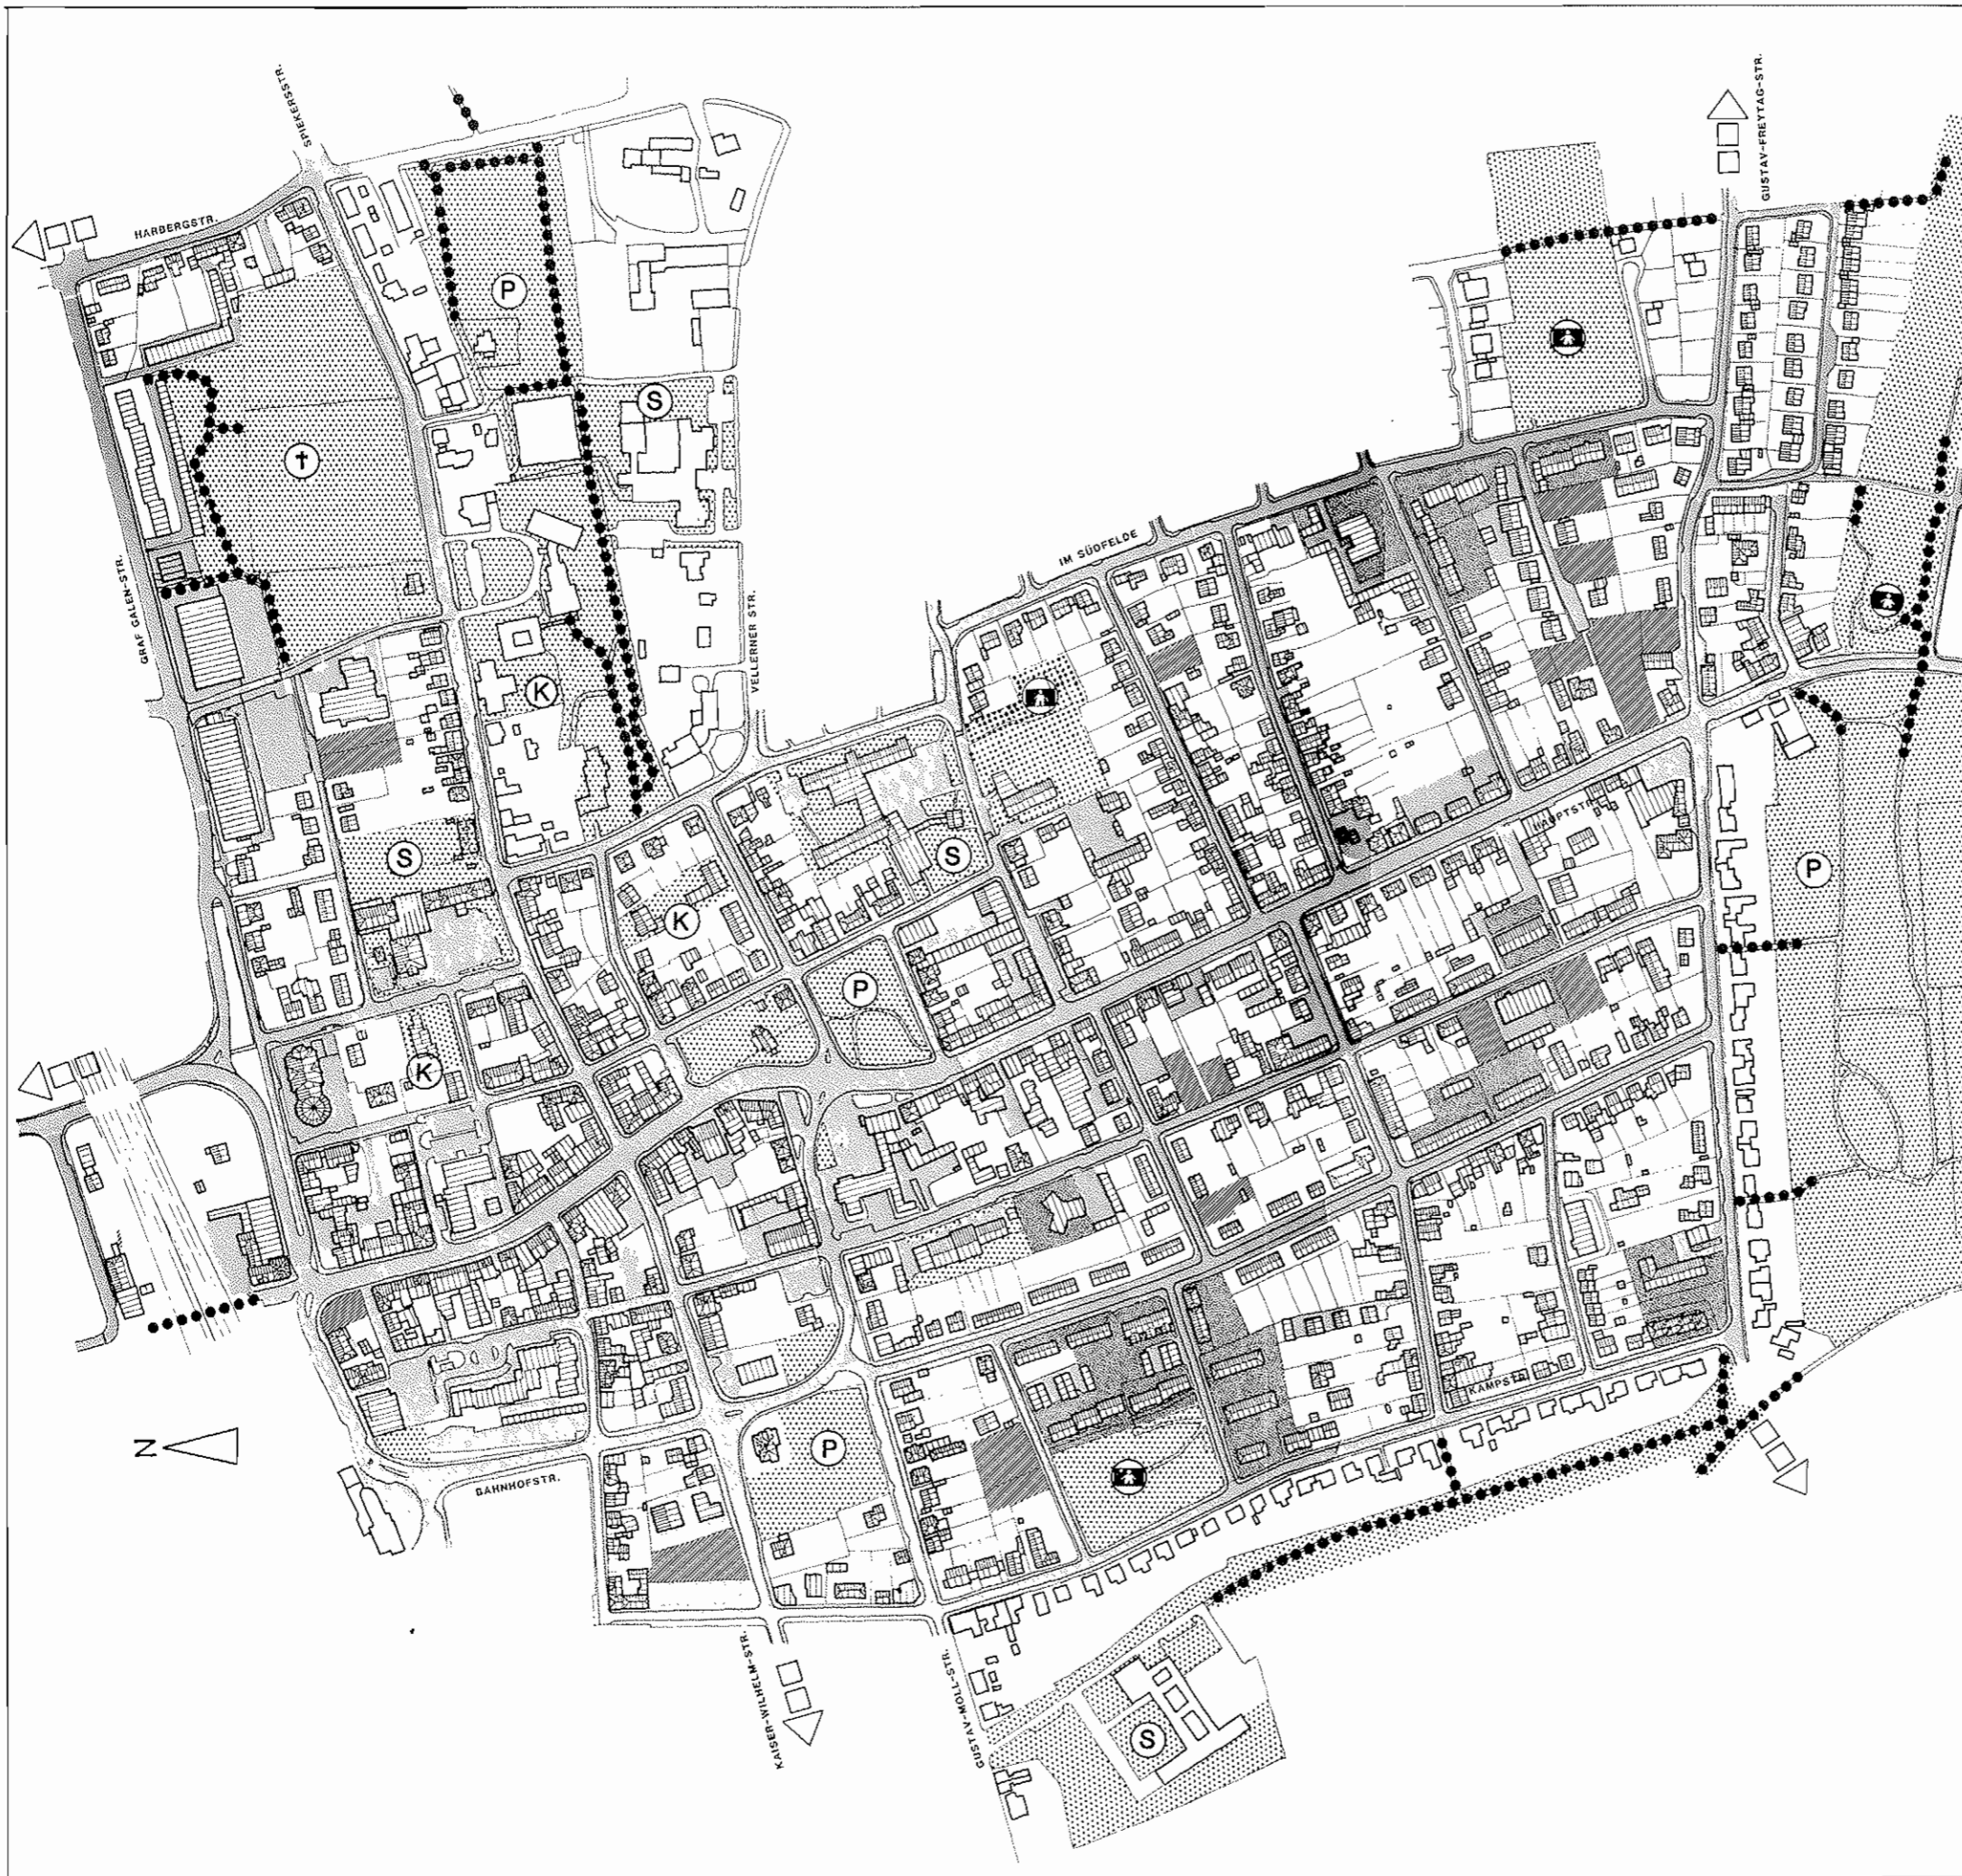 SPIEKERSSTR.
GUSTAV-FREYTAG-STR.
HARBERGSTR.
P
S
†
IM SÜDFELDE
GRAF GALEN-STR.
VELLERNER STR.
K
HAUPTSTR.
S
S
P
K
P
K
KAMPSTR.
N
P
BAHNHOFSTR.
KAISER-WILHELM-STR.
GUSTAV-MOLL-STR.
S